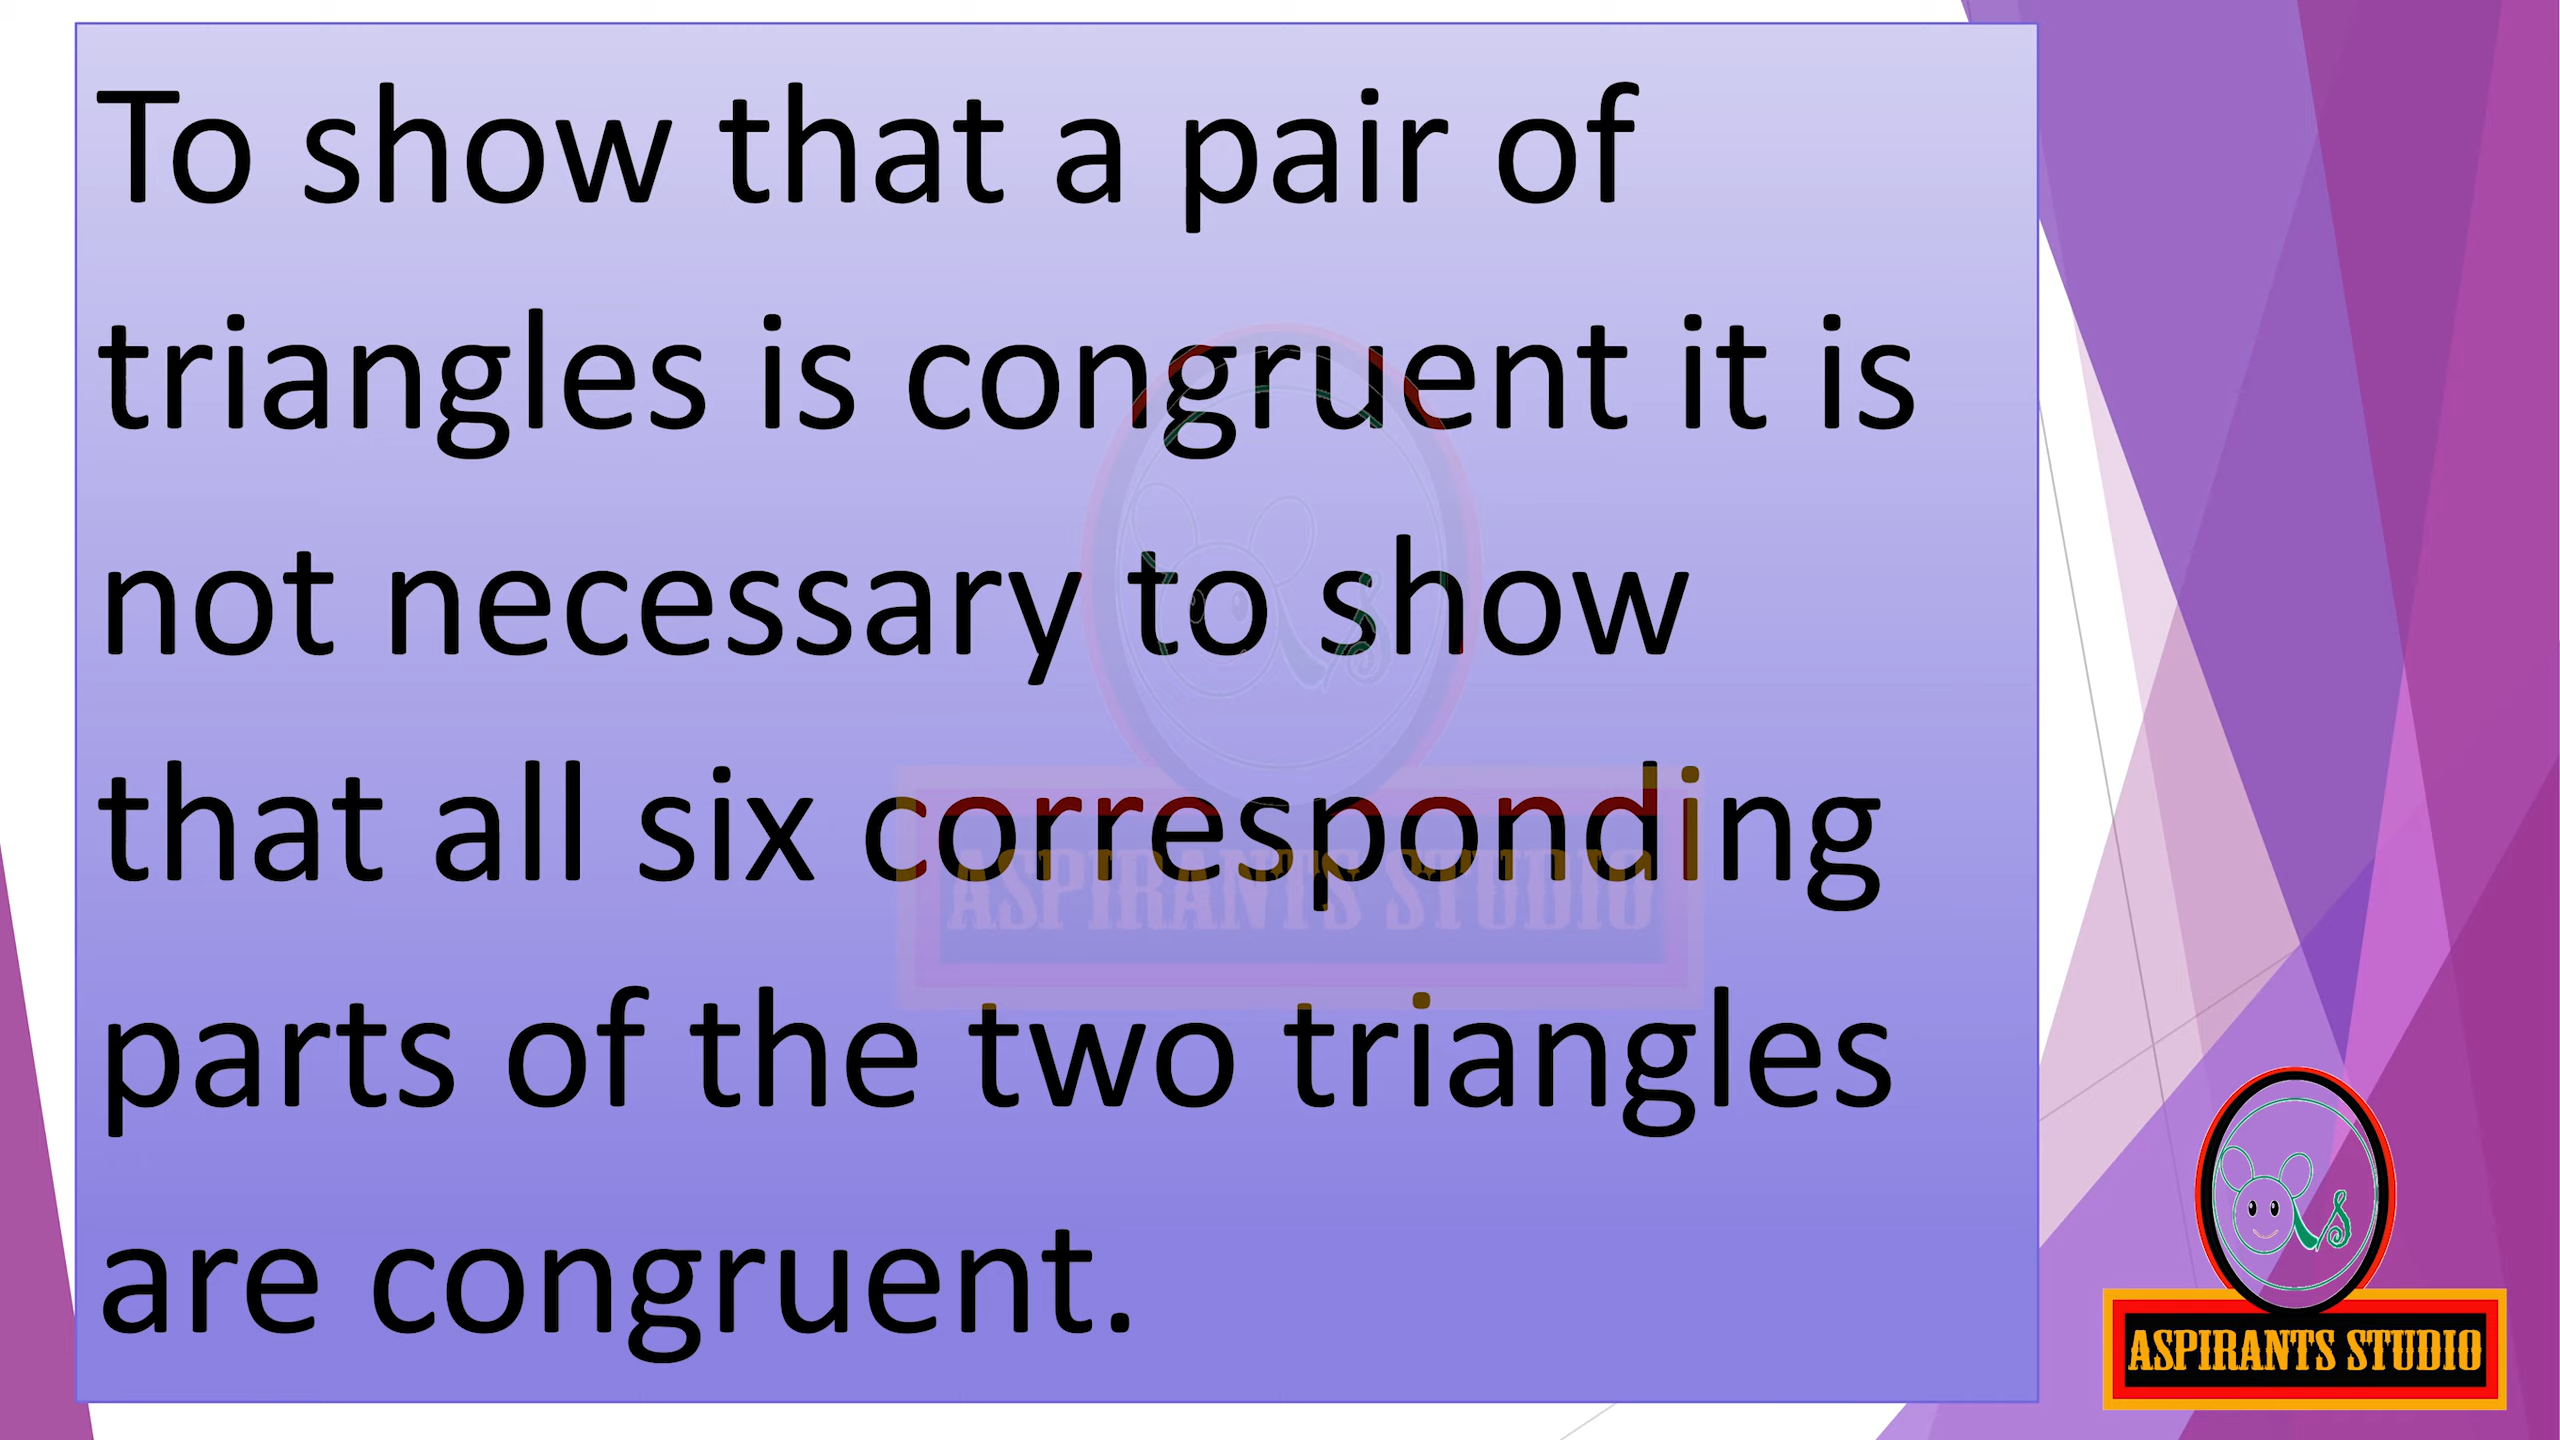 To show that a pair of
triangles is congruent it is
not necessary to show
that all six corresponding
parts of the two triangles
are congruent.
ASPIRANTS STUDIO
ASPIRANTS STUDIO